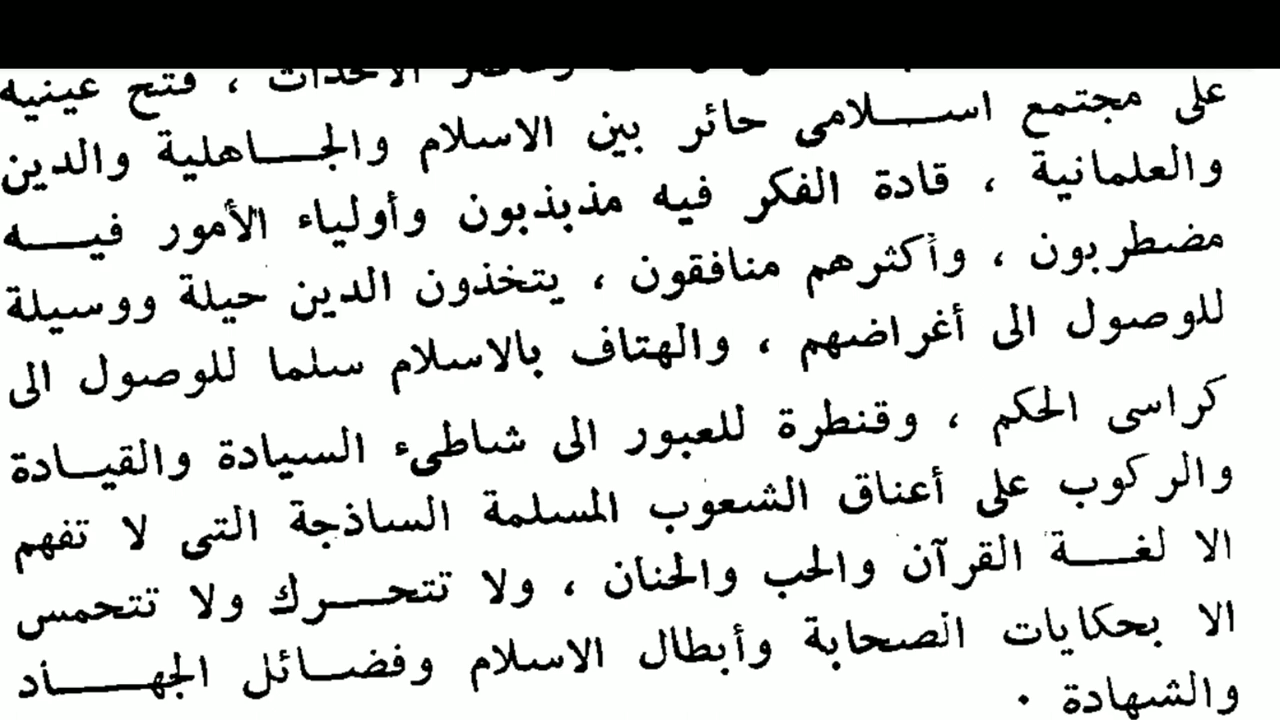 الأحداث ، فتح عينيه
على مجتمع اسـلامى حائر بين الاسلام والجـاهلية والدين
والعلمانية ، قادة الفكر فيه مذبذبون وأولياء الأمور فيـه
مضطربون ، وأكثرهم منافقون ، يتخذون الدين حيلة ووسيلة
للوصول الى أغراضهم ، والهتاف بالاسلام سلما للوصول الى
كراسى الحكم ، وقنطرة للعبور الى شاطىء السيادة والقيـادة
والركوب على أعناق الشعوب المسلمة الساذجة التى لا تفهم
الا لغـة القرآن والحب والحنان ، ولا تتحـرك ولا تتحمس
الا بحكايات الصحابة وأبطال الاسلام وفضـائل الجهـاد
والشهادة .